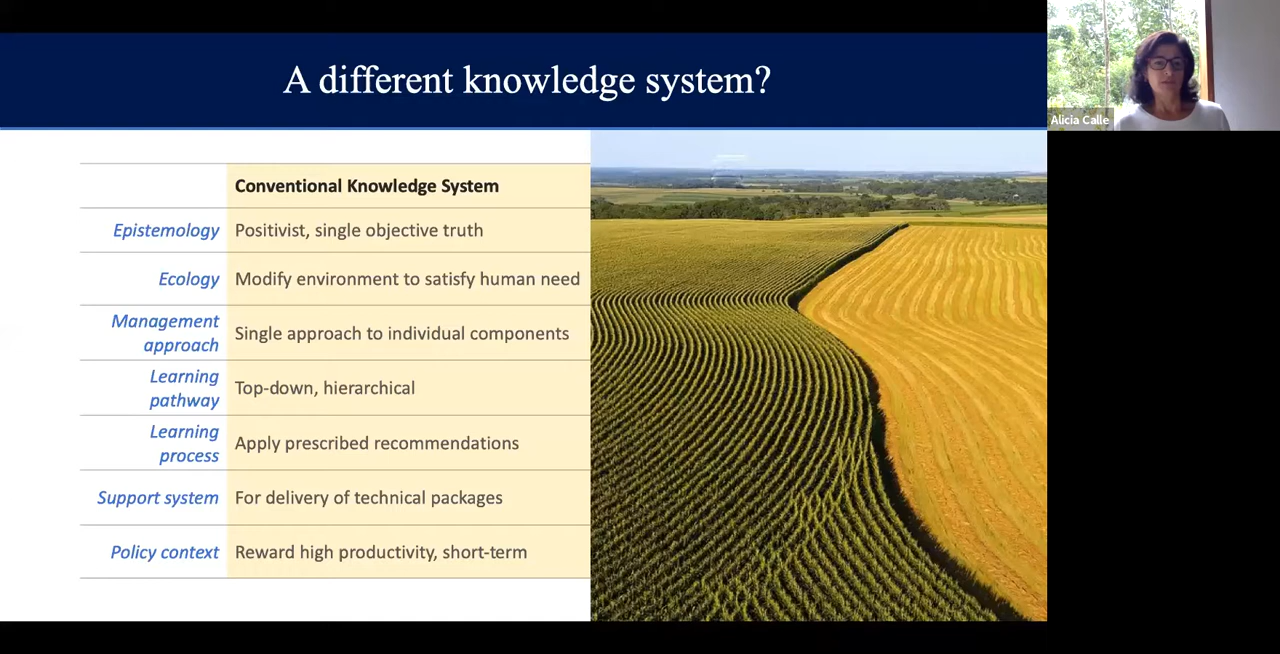 A different knowledge system?
Alicia Calle
Conventional Knowledge System
Epistemology Positivist, single objective truth
Ecology Modify environment to satisfy human need
Management
approach
Single approach to individual components
Learning
pathway
Top-down, hierarchical
Learning
process
Apply prescribed recommendations
Support system For delivery of technical packages
Policy context Reward high productivity, short-term